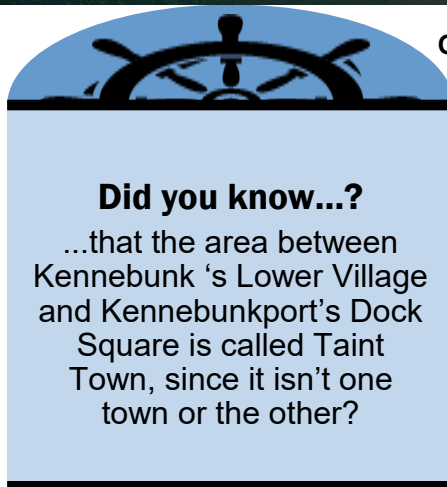 Did you know...?
...that the area between
Kennebunk ‘s Lower Village
and Kennebunkport’s Dock
Square is called Taint
Town, since it isn’t one
town or the other?